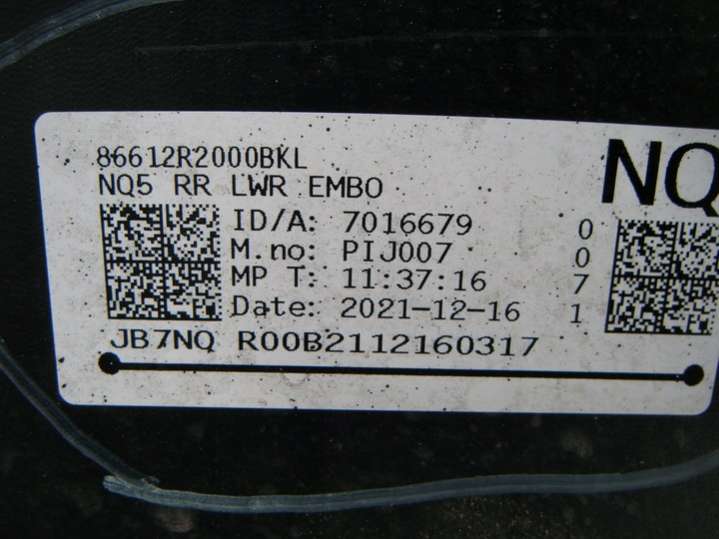 86612R2000BKL
NQ
NQ5 RR LWR EMBO
ID/A: 7016679
M.no: PIJ007
MP T: 11:37:16
Date: 2021-12-16
0
0
7
1
JB7NQ R00B2112160317